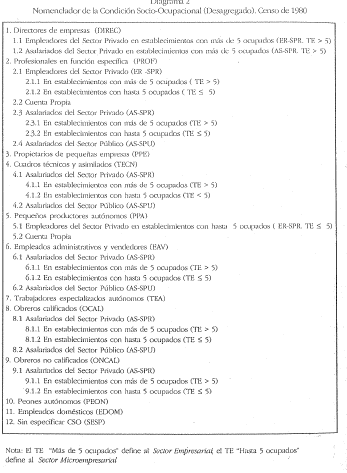 Diagrama 2
Nomenclador de la Condición Socio-Ocupacional (Desagregado). Censo de 1980
1. Directores de empresas (DIREC)
1.1 Empleadores del Sector Privado en establecimientos con más de 5 ocupados (ER-SPR. TE > 5)
1.2 Asalariados del Sector Privado en establecimientos con más de 5 ocupados (AS-SPR. TE > 5)
2. Profesionales en función específica (PROF)
2.1 Empleadores del Sector Privado (ER -SPR)
2.1.1 En establecimientos con más de 5 ocupados ( TE > 5)
2.1.2 En establecimientos con hasta 5 ocupados ( TE ≤ 5)
2.2 Cuenta Propia
2.3 Asalariados del Sector Privado (AS-SPR)
2.3.1 En establecimientos con más de 5 ocupados (TE > 5)
2.3.2 En establecimientos con hasta 5 ocupados (TE ≤ 5)
2.4 Asalariados del Sector Público (AS-SPU)
3. Propietarios de pequeñas empresas (PPE)
4. Cuadros técnicos y asimilados (TECN)
4.1 Asalariados del Sector Privado (AS-SPR)
4.1.1 En establecimientos con más de 5 ocupados (TE > 5)
4.1.2 En establecimientos con hasta 5 ocupados (TE ≤ 5)
4.2 Asalariados del Sector Público (AS-SPU)
5. Pequeños productores autónomos (PPA)
5.1 Empleadores del Sector Privado en establecimientos con hasta 5 ocupados ( ER-SPR. TE ≤ 5)
5.2 Cuenta Propia
6. Empleados administrativos y vendedores (EAV)
6.1 Asalariados del Sector Privado (AS-SPR)
6.1.1 En establecimientos con más de 5 ocupados (TE > 5)
6.1.2 En establecimientos con hasta 5 ocupados (TE ≤ 5)
6.2 Asalariados del Sector Público (AS-SPU)
7. Trabajadores especializados autónomos (TEA)
8. Obreros calificados (OCAL)
8.1 Asalariados del Sector Privado (AS-SPR)
8.1.1 En establecimientos con más de 5 ocupados (TE > 5)
8.1.2 En establecimientos con hasta 5 ocupados (TE ≤ 5)
8.2 Asalariados del Sector Público (AS-SPU)
9. Obreros no calificados (ONCAL)
9.1 Asalariados del Sector Privado (AS-SPR)
9.1.1 En establecimientos con más de 5 ocupados (TE > 5)
9.1.2 En establecimientos con hasta 5 ocupados (TE ≤ 5)
10. Peones autónomos (PEON)
11. Empleados domésticos (EDOM)
12. Sin especificar CSO (SESP)
Nota: El TE "Más de 5 ocupados" define al Sector Empresarial, el TE "Hasta 5 ocupados"
define al Sector Microempresarial